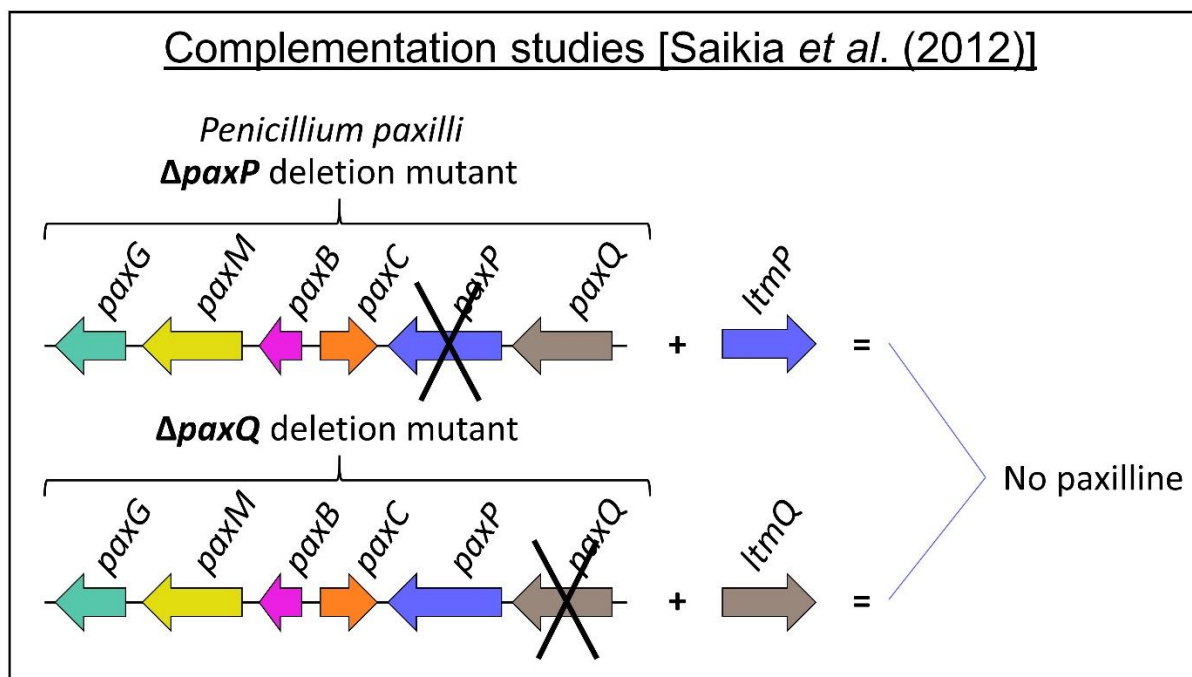 Complementation studies [Saikia et al. (2012)]
Penicillium paxilli
ΔpaxP deletion mutant
paxG paxM paxB paxC paxP paxQ ltmP
+ =
ΔpaxQ deletion mutant
No paxilline
paxG paxM paxB paxC paxP paxQ ltmQ
+ =